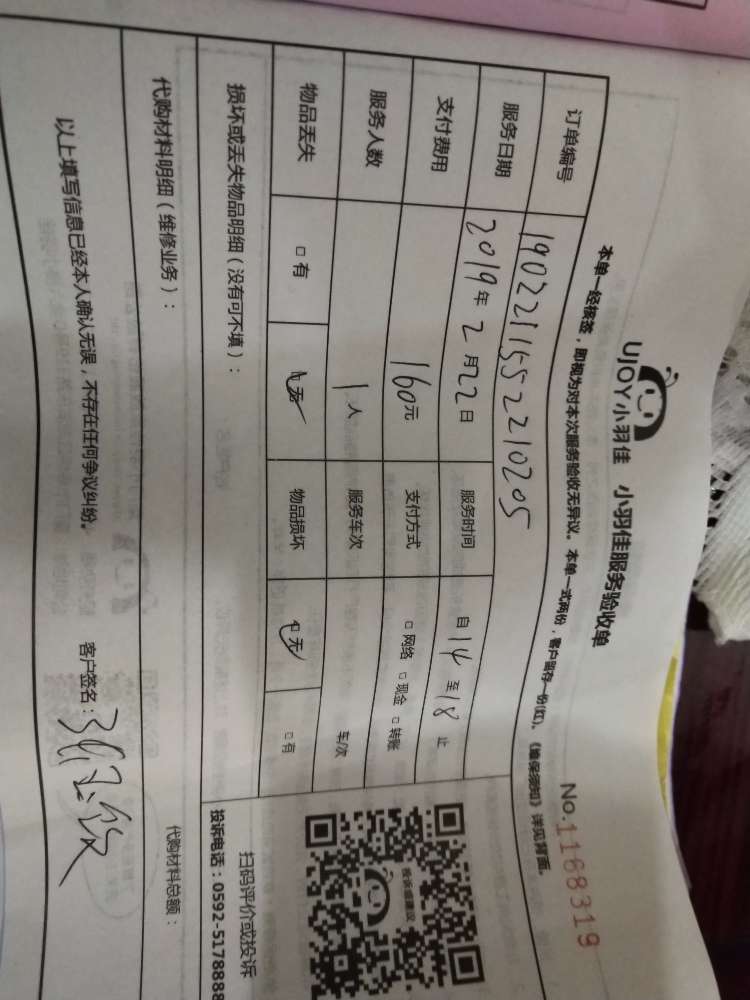 UJOY小羽佳 小羽佳服务验收单
No.1168319
本单一经核签，即视为对本次服务验收无异议。本单一式两份，客户留存一份(红)。《维保须知》详见背面。
订单编号 1902211552210205
服务日期 2019年2月22日 服务时间 自14至18止
支付费用 160元 支付方式 □网络 □现金 □转账
服务人数 1人 服务车次 车/次
物品丢失 □有 ☑无 物品损坏 ☑无 □有
损坏或丢失物品明细（没有可不填）：
扫码评价或投诉
投诉电话：0592-5178888
投诉或建议
代购材料明细（维修业务）：
代购材料总额：
以上填写信息已经本人确认无误，不存在任何争议纠纷。 客户签名：